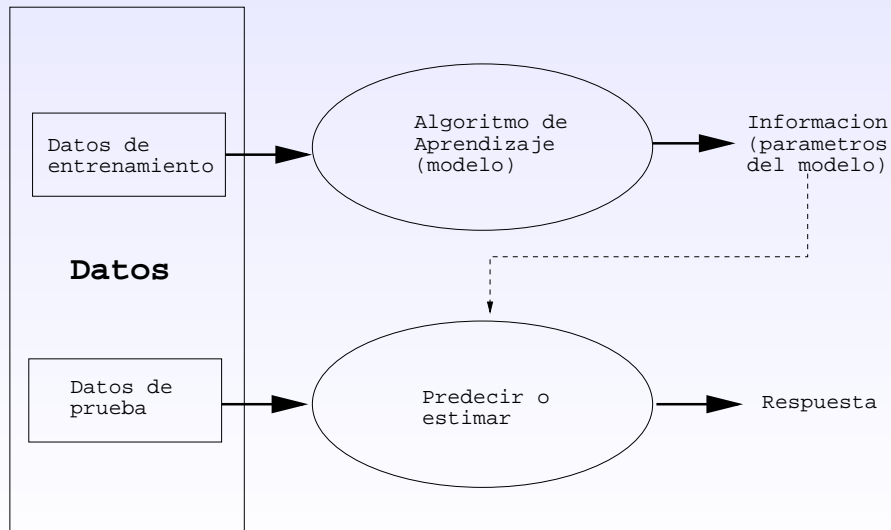 Datos de
entrenamiento
Algoritmo de
Aprendizaje
(modelo)
Informacion
(parametros
del modelo)
Datos
Datos de
prueba
Predecir o
estimar
Respuesta